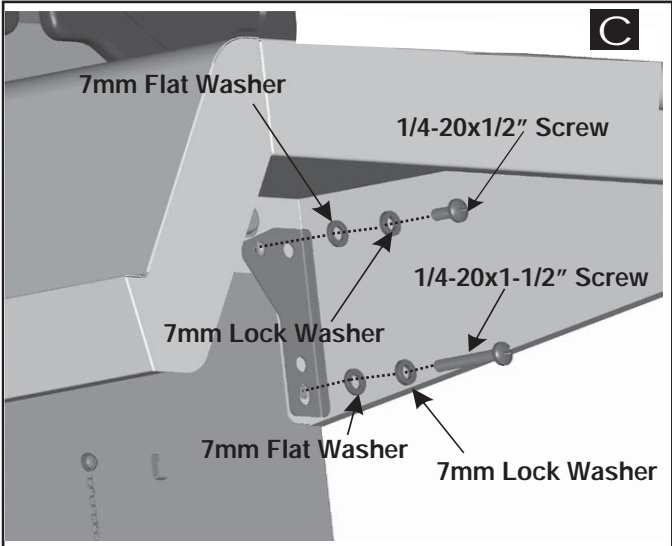 C
7mm Flat Washer
1/4-20x1/2” Screw
1/4-20x1-1/2” Screw
7mm Lock Washer
7mm Flat Washer
7mm Lock Washer